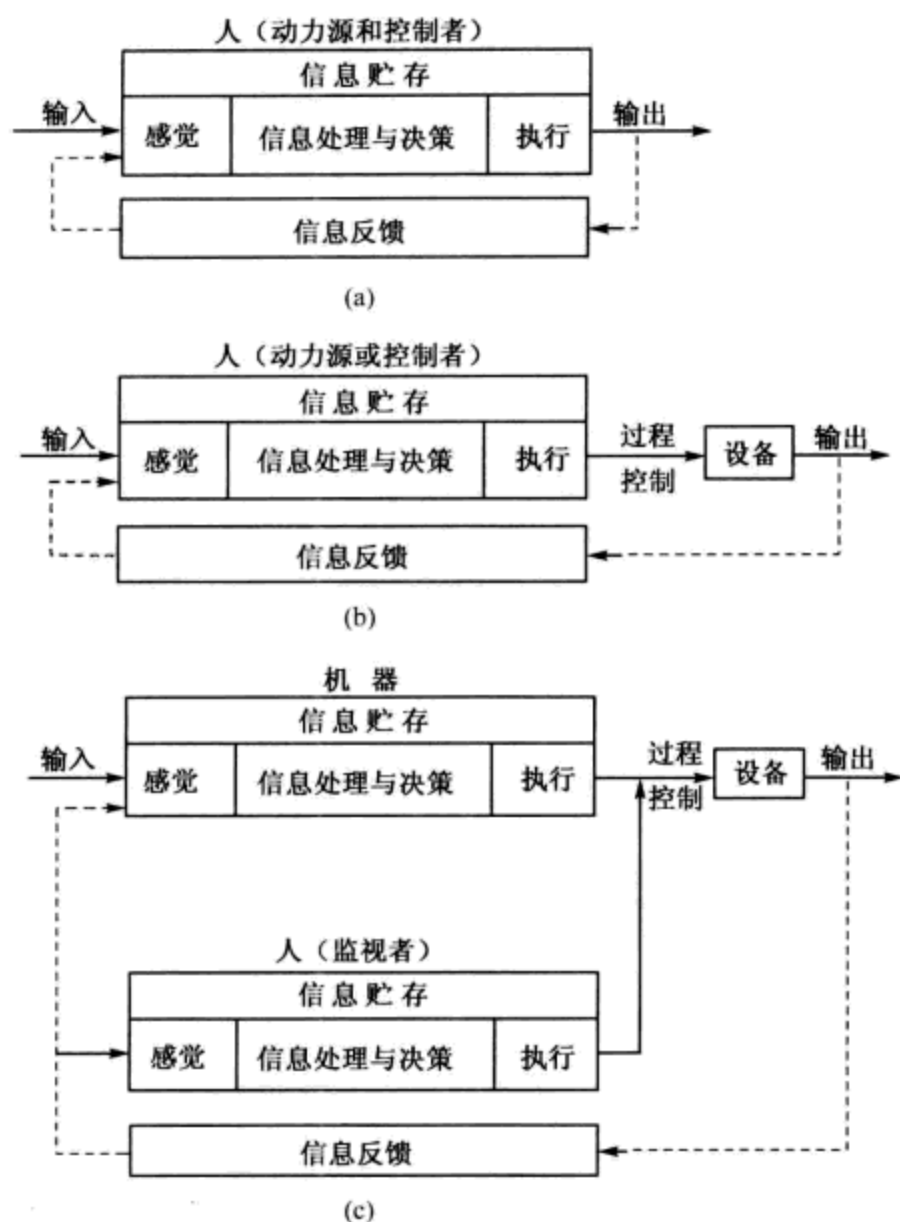 人（动力源和控制者）
信息贮存
输入
感觉
信息处理与决策
执行
输出
信息反馈
(a)
人（动力源或控制者）
信息贮存
输入
感觉
信息处理与决策
执行
过程
控制
设备
输出
信息反馈
(b)
机 器
信息贮存
输入
感觉
信息处理与决策
执行
过程
控制
设备
输出
人（监视者）
信息贮存
感觉
信息处理与决策
执行
信息反馈
(c)